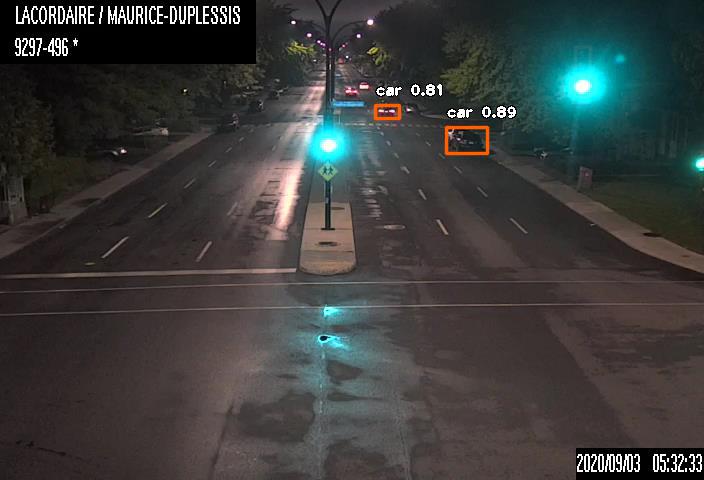 LACORDAIRE / MAURICE-DUPLESSIS
9297-496 *
car 0.81
car 0.89
2020/09/03 05:32:33